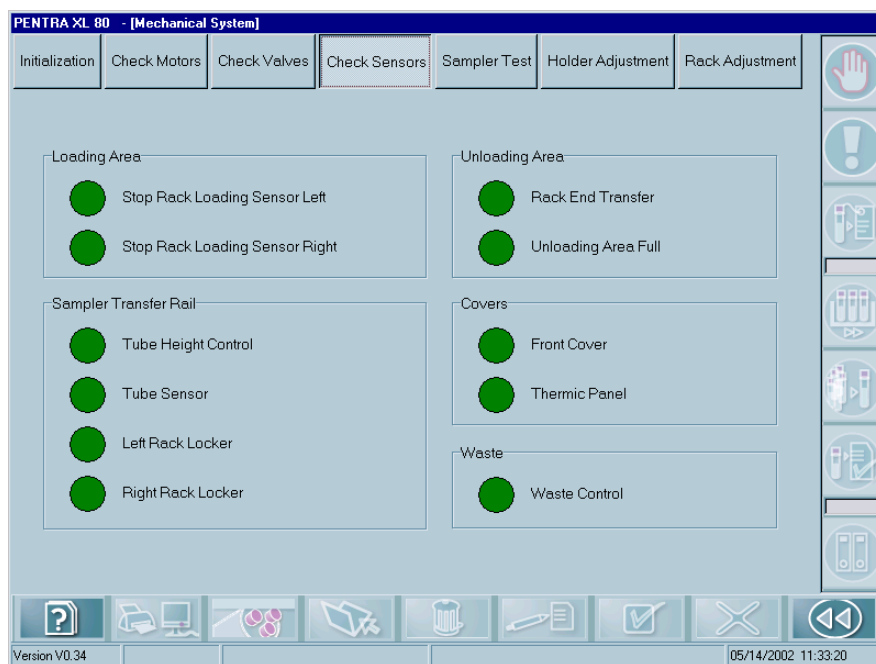 PENTRA XL 80 - [Mechanical System]
Initialization Check Motors Check Valves Check Sensors Sampler Test Holder Adjustment Rack Adjustment
Loading Area
Stop Rack Loading Sensor Left
Stop Rack Loading Sensor Right
Unloading Area
Rack End Transfer
Unloading Area Full
Sampler Transfer Rail
Tube Height Control
Tube Sensor
Left Rack Locker
Right Rack Locker
Covers
Front Cover
Thermic Panel
Waste
Waste Control
?
Version V0.34
05/14/2002 11:33:20